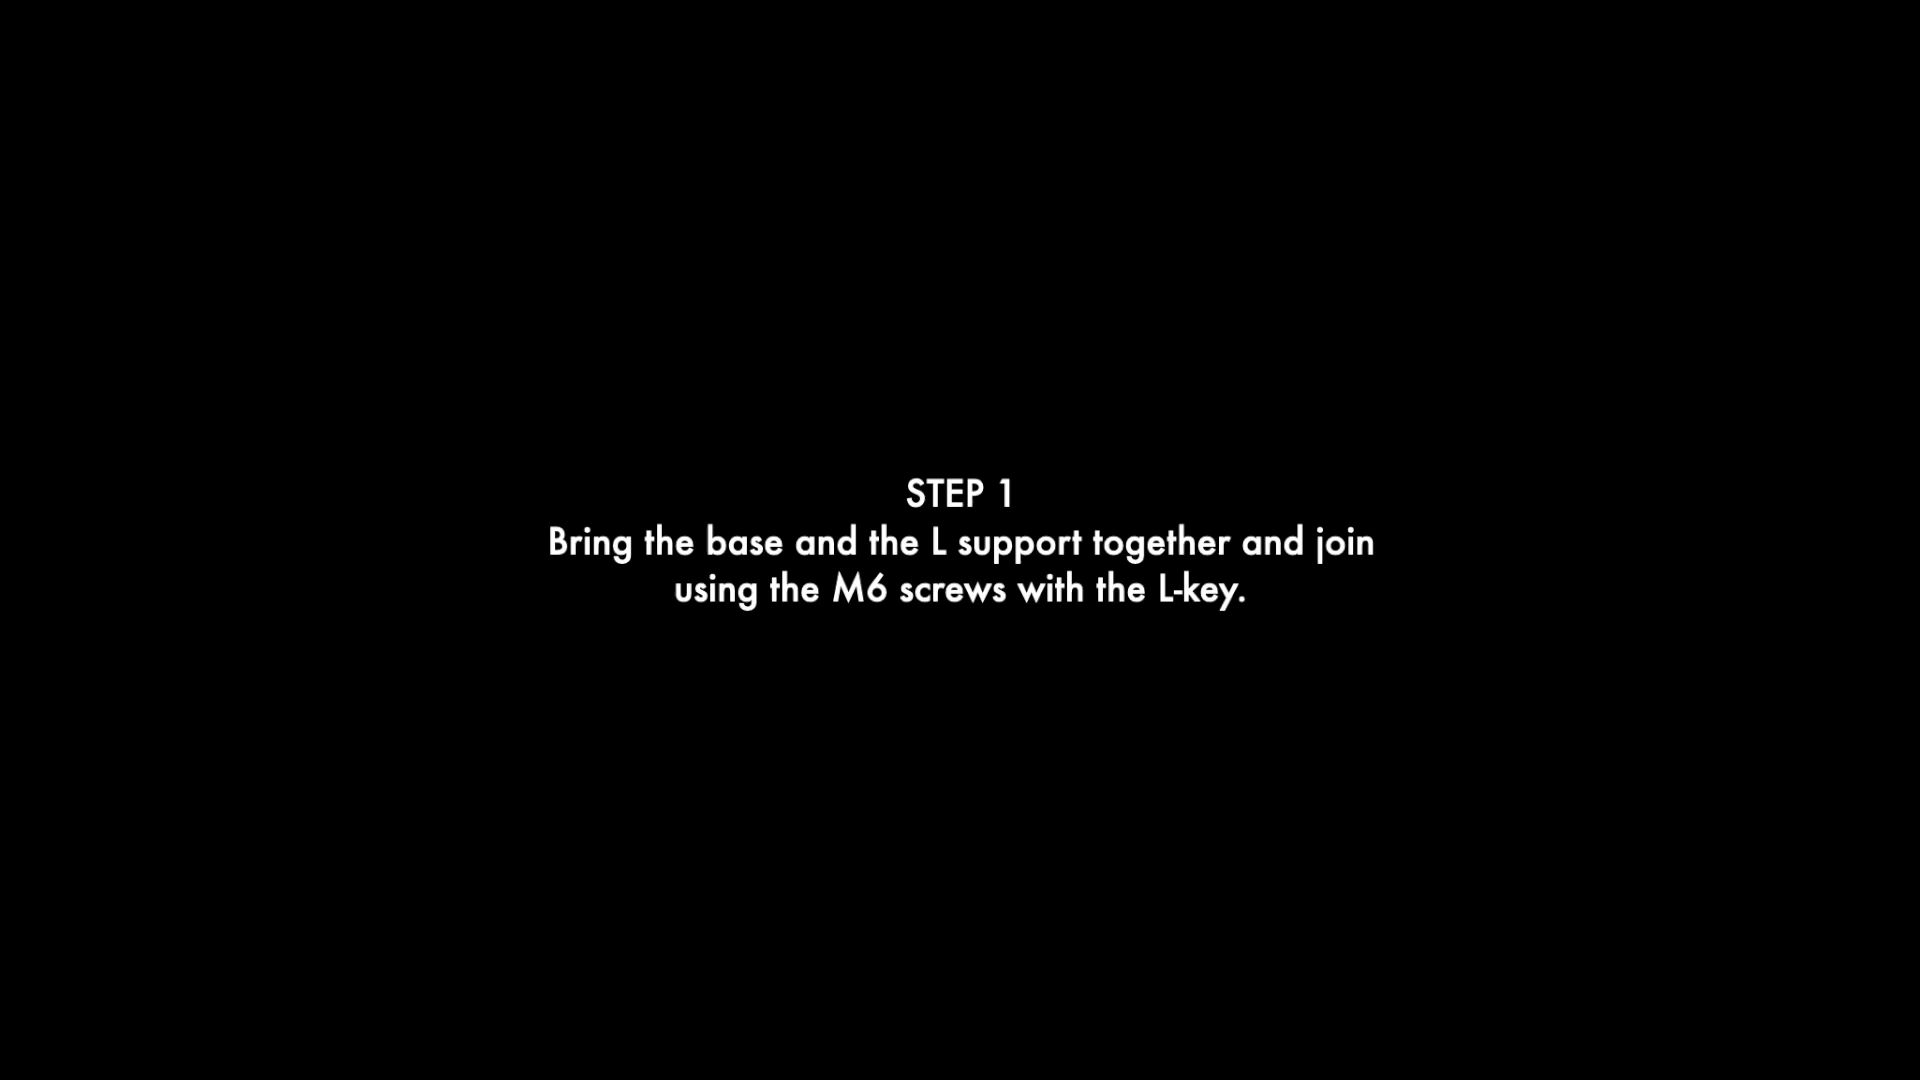 STEP 1
Bring the base and the L support together and join
using the M6 screws with the L-key.